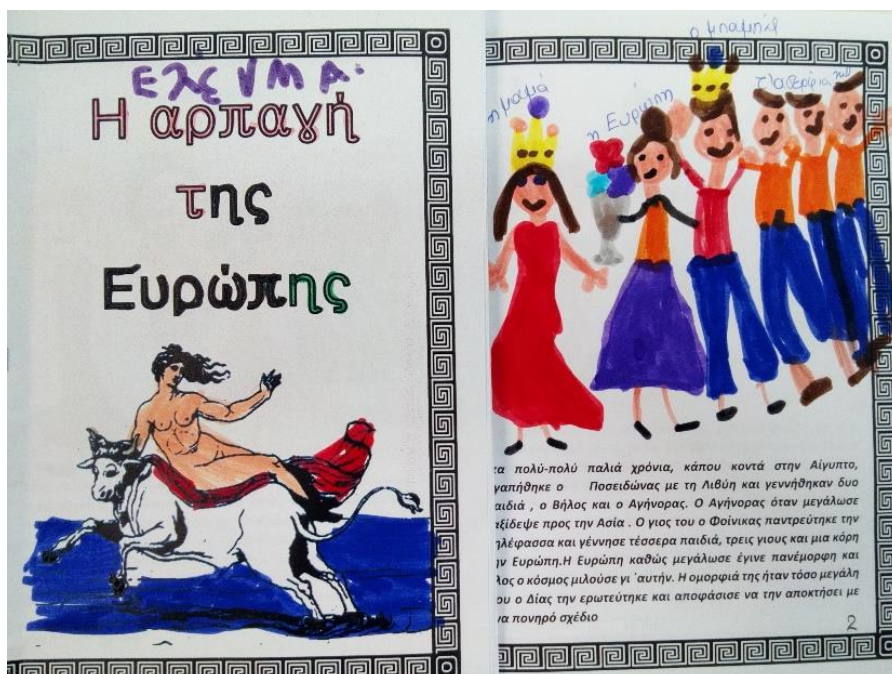 Η αρπαγή
της
Ευρώπης
ο μπαμπάς
η μαμά
η Ευρώπη
τα πολύ-πολύ παλιά χρόνια, κάπου κοντά στην Αίγυπτο,
γαπήθηκε ο Ποσειδώνας με τη Λιβύη και γεννήθηκαν δυο
αιδιά , ο Βήλος και ο Αγήνορας. Ο Αγήνορας όταν μεγάλωσε
αξίδεψε προς την Ασία . Ο γιος του ο Φοίνικας παντρεύτηκε την
ηλέφασσα και γέννησε τέσσερα παιδιά, τρεις γιους και μια κόρη
ην Ευρώπη.Η Ευρώπη καθώς μεγάλωσε έγινε πανέμορφη και
λος ο κόσμος μιλούσε γι ΄αυτήν. Η ομορφιά της ήταν τόσο μεγάλη
ου ο Δίας την ερωτεύτηκε και αποφάσισε να την αποκτήσει με
να πονηρό σχέδιο
2